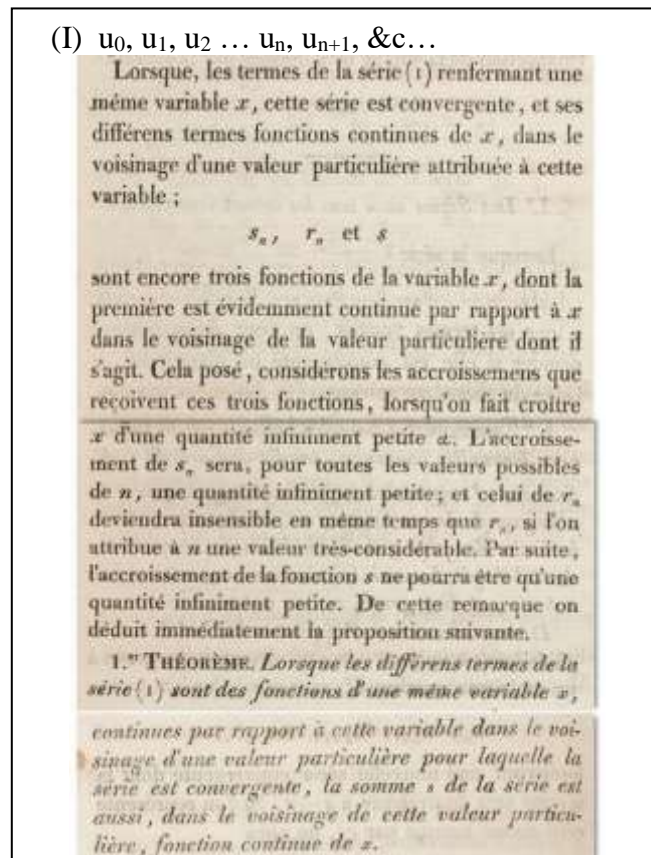 (I) u₀, u₁, u₂ … uₙ, uₙ₊₁, &c…
Lorsque, les termes de la série (1) renfermant une
même variable x, cette série est convergente, et ses
différens termes fonctions continues de x, dans le
voisinage d'une valeur particulière attribuée à cette
variable ;
sₙ, rₙ et s
sont encore trois fonctions de la variable x, dont la
première est évidemment continue par rapport à x
dans le voisinage de la valeur particulière dont il
s'agit. Cela posé, considérons les accroissemens que
reçoivent ces trois fonctions, lorsqu'on fait croître
x d'une quantité infiniment petite α. L'accroisse-
ment de sₙ sera, pour toutes les valeurs possibles
de n, une quantité infiniment petite; et celui de rₙ
deviendra insensible en même temps que rₙ, si l'on
attribue à n une valeur très-considérable. Par suite,
l'accroissement de la fonction s ne pourra être qu'une
quantité infiniment petite. De cette remarque on
déduit immédiatement la proposition suivante.
1.er THÉORÈME. Lorsque les différens termes de la
série (1) sont des fonctions d'une même variable x,
continues par rapport à cette variable dans le voi-
sinage d'une valeur particulière pour laquelle la
série est convergente, la somme s de la série est
aussi, dans le voisinage de cette valeur particu-
lière, fonction continue de x.